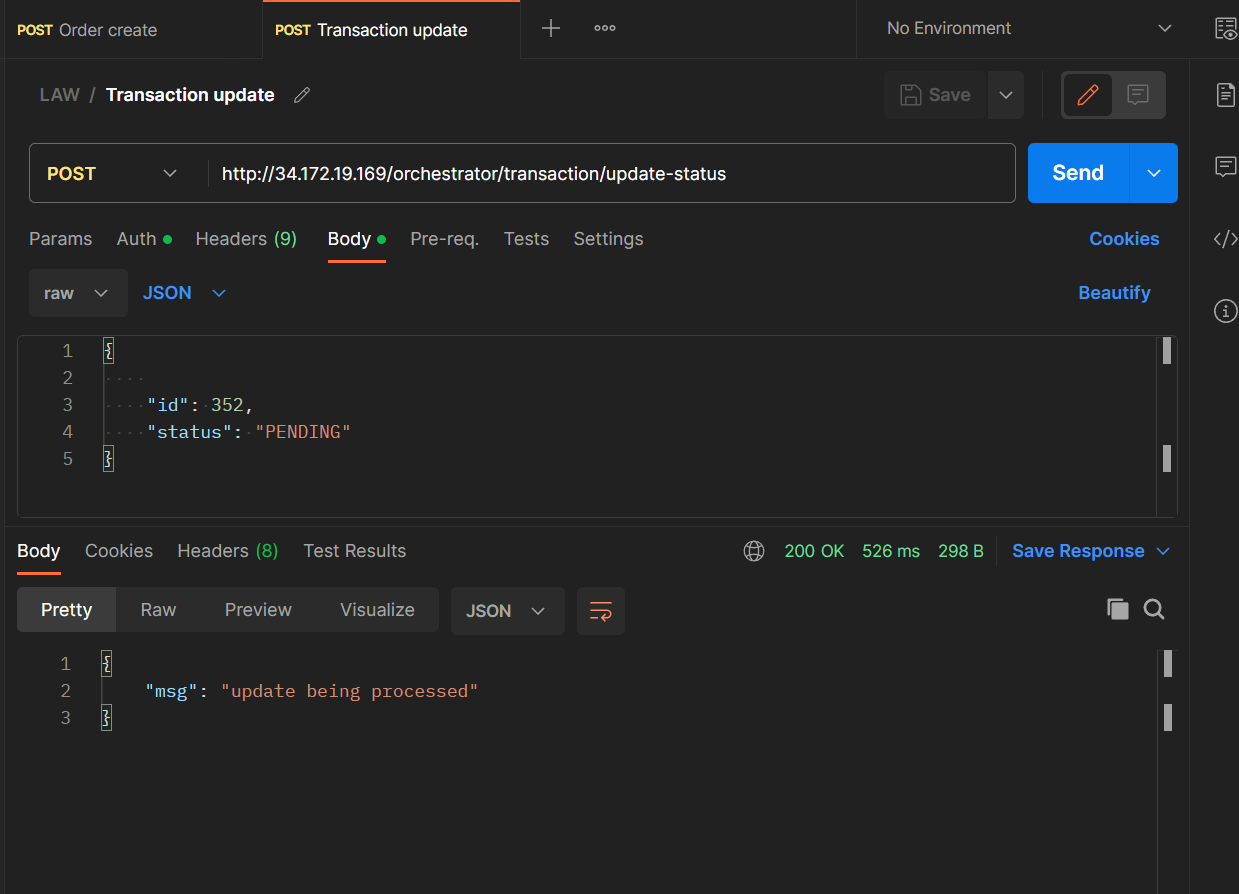 POST Order create
POST Transaction update
No Environment
LAW / Transaction update
Save
POST
http://34.172.19.169/orchestrator/transaction/update-status
Send
Params Auth Headers (9) Body Pre-req. Tests Settings Cookies
raw JSON Beautify
1 {
2
3 "id": 352,
4 "status": "PENDING"
5 }
Body Cookies Headers (8) Test Results 200 OK 526 ms 298 B Save Response
Pretty Raw Preview Visualize JSON
1 {
2 "msg": "update being processed"
3 }